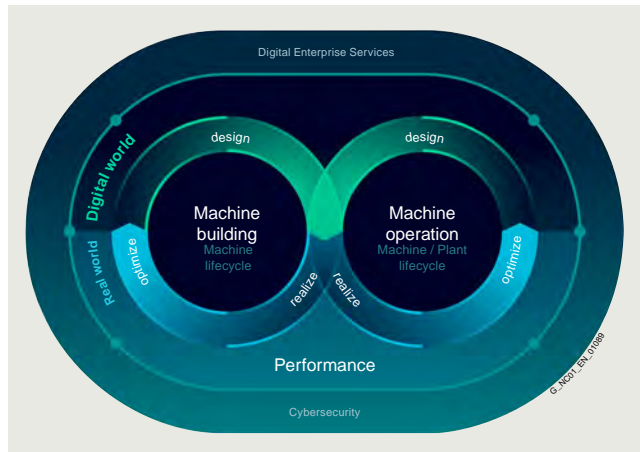 Digital Enterprise Services
design
design
Digital world
Machine
building
Machine
lifecycle
Machine
operation
Machine / Plant
lifecycle
Real world
optimize
realize
realize
optimize
Performance
G_NC01_EN_01089
Cybersecurity